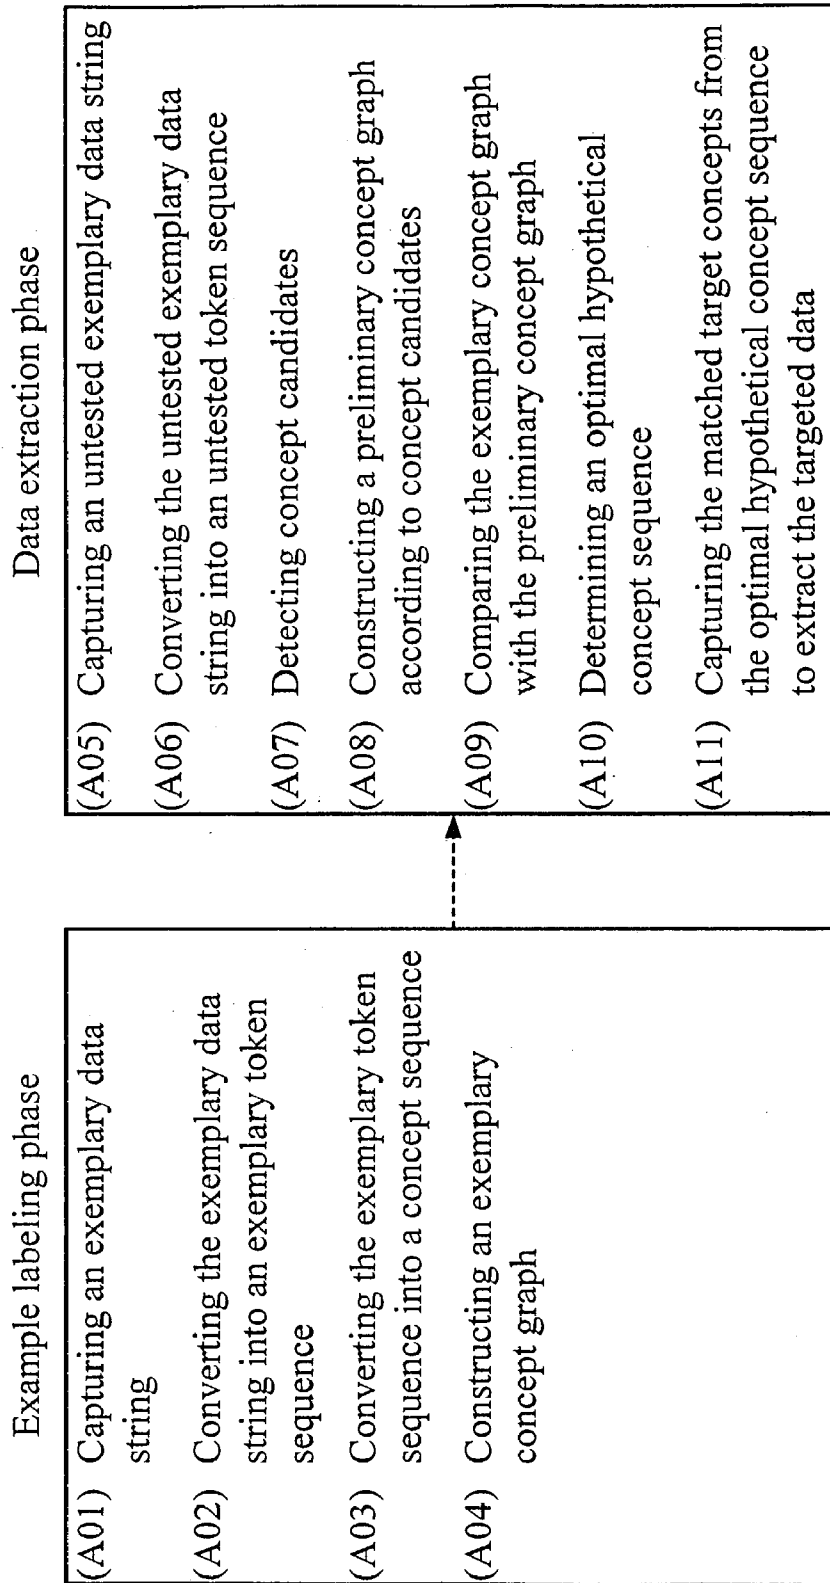 Example labeling phase
(A01) Capturing an exemplary data
string
(A02) Converting the exemplary data
string into an exemplary token
sequence
(A03) Converting the exemplary token
sequence into a concept sequence
(A04) Constructing an exemplary
concept graph
Data extraction phase
(A05) Capturing an untested exemplary data string
(A06) Converting the untested exemplary data
string into an untested token sequence
(A07) Detecting concept candidates
(A08) Constructing a preliminary concept graph
according to concept candidates
(A09) Comparing the exemplary concept graph
with the preliminary concept graph
(A10) Determining an optimal hypothetical
concept sequence
(A11) Capturing the matched target concepts from
the optimal hypothetical concept sequence
to extract the targeted data